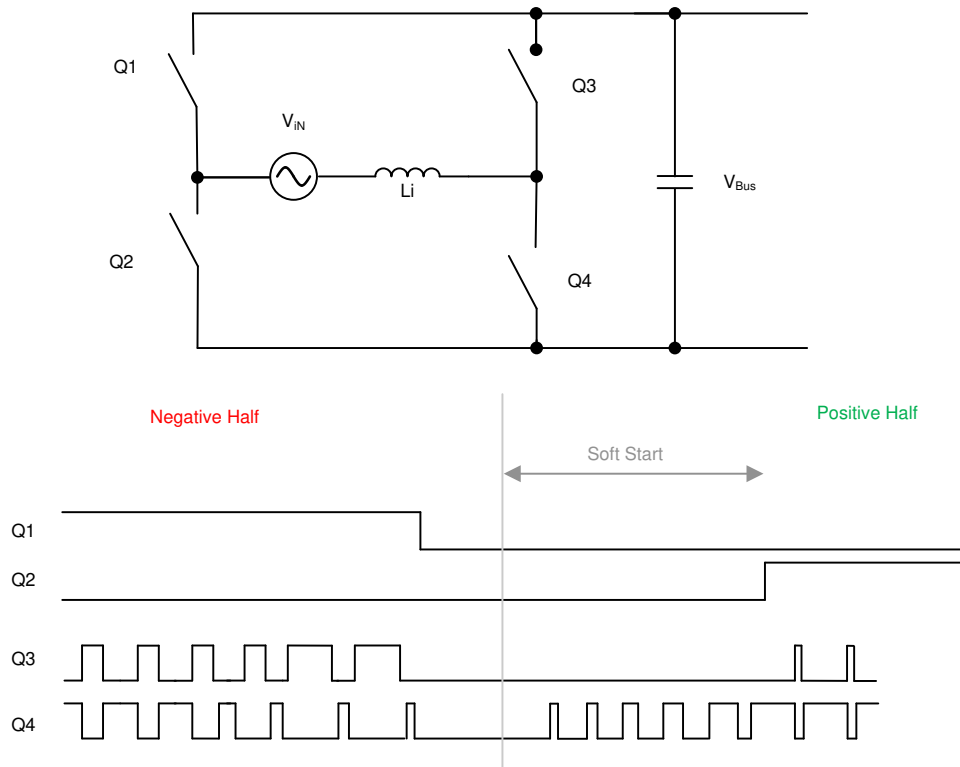 Q1
Q3
ViN
Li
VBus
Q2
Q4
Negative Half
Positive Half
Soft Start
Q1
Q2
Q3
Q4